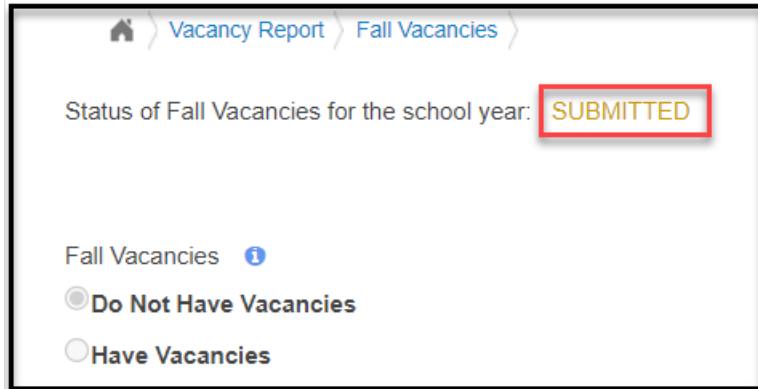 Vacancy Report Fall Vacancies
Status of Fall Vacancies for the school year: SUBMITTED
Fall Vacancies
Do Not Have Vacancies
Have Vacancies